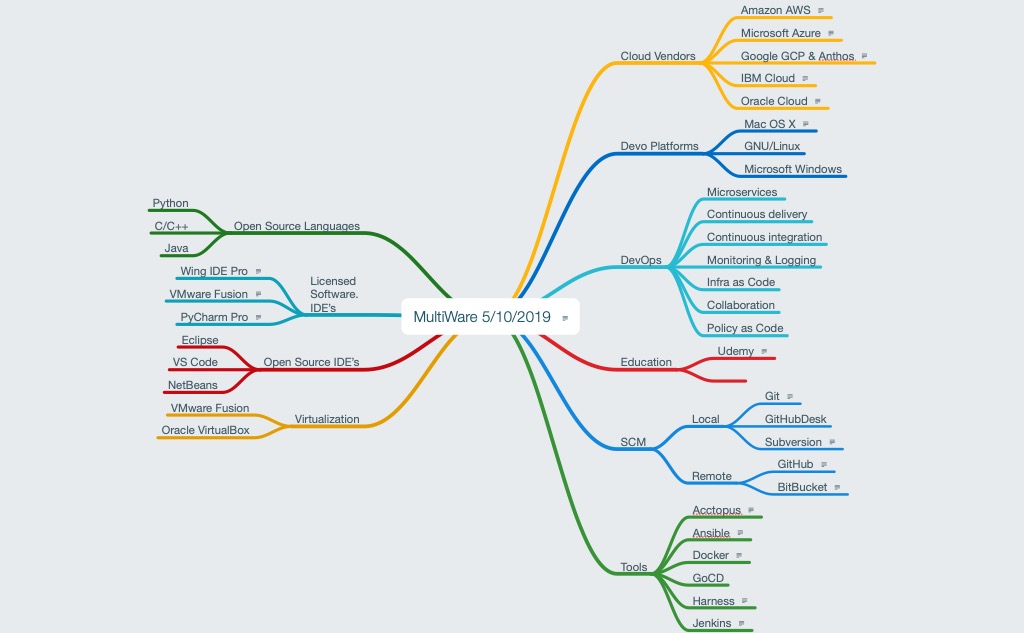 MultiWare 5/10/2019
Cloud Vendors
Amazon AWS
Microsoft Azure
Google GCP & Anthos
IBM Cloud
Oracle Cloud
Devo Platforms
Mac OS X
GNU/Linux
Microsoft Windows
DevOps
Microservices
Continuous delivery
Continuous integration
Monitoring & Logging
Infra as Code
Collaboration
Policy as Code
Education
Udemy
SCM
Local
Git
GitHubDesk
Subversion
Remote
GitHub
BitBucket
Tools
Acctopus
Ansible
Docker
GoCD
Harness
Jenkins
Open Source Languages
Python
C/C++
Java
Licensed
Software.
IDE's
Wing IDE Pro
VMware Fusion
PyCharm Pro
Open Source IDE's
Eclipse
VS Code
NetBeans
Virtualization
VMware Fusion
Oracle VirtualBox